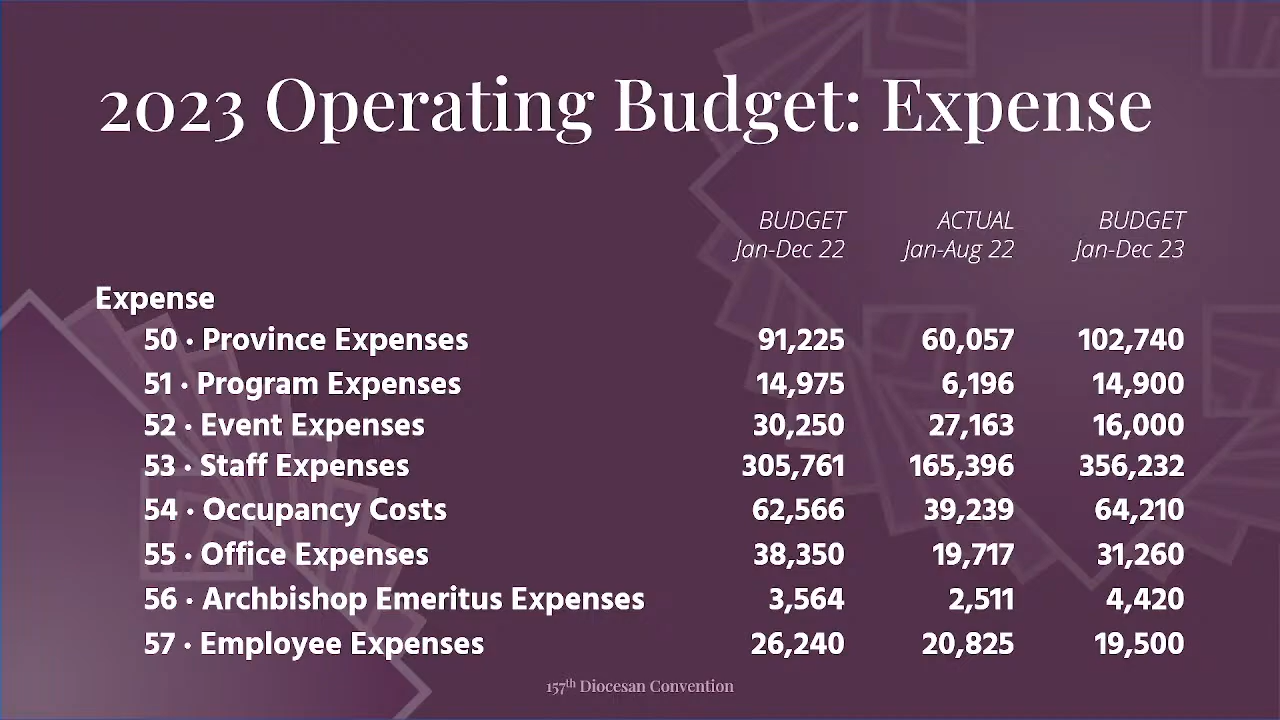 2023 Operating Budget: Expense
BUDGET ACTUAL BUDGET
Jan-Dec 22 Jan-Aug 22 Jan-Dec 23
Expense
50 · Province Expenses 91,225 60,057 102,740
51 · Program Expenses 14,975 6,196 14,900
52 · Event Expenses 30,250 27,163 16,000
53 · Staff Expenses 305,761 165,396 356,232
54 · Occupancy Costs 62,566 39,239 64,210
55 · Office Expenses 38,350 19,717 31,260
56 · Archbishop Emeritus Expenses 3,564 2,511 4,420
57 · Employee Expenses 26,240 20,825 19,500
157th Diocesan Convention